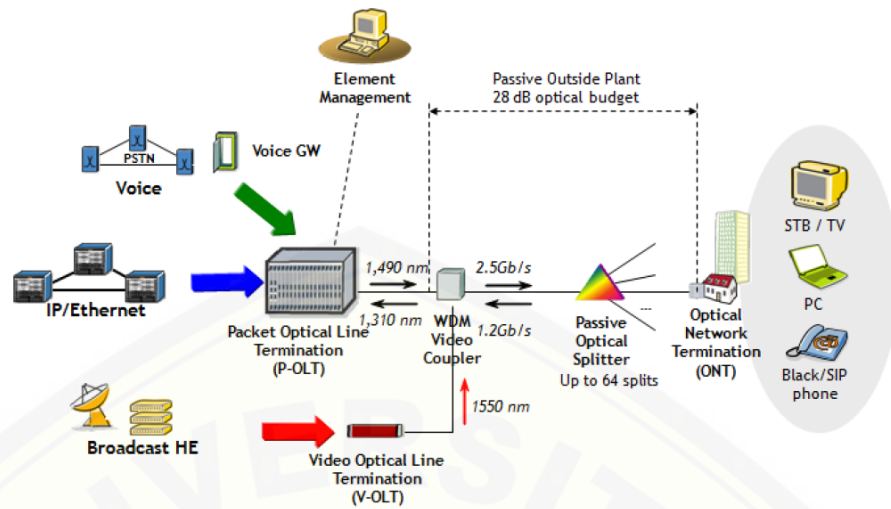 Element
Management
Passive Outside Plant
28 dB optical budget
PSTN
Voice GW
Voice
STB / TV
IP/Ethernet
1,490 nm
2.5Gb/s
1,310 nm
1.2Gb/s
PC
Packet Optical Line
Termination
(P-OLT)
WDM
Video
Coupler
Passive
Optical
Splitter
Up to 64 splits
...
Optical
Network
Termination
(ONT)
Black/SIP
phone
1550 nm
Broadcast HE
Video Optical Line
Termination
(V-OLT)
IVERSI